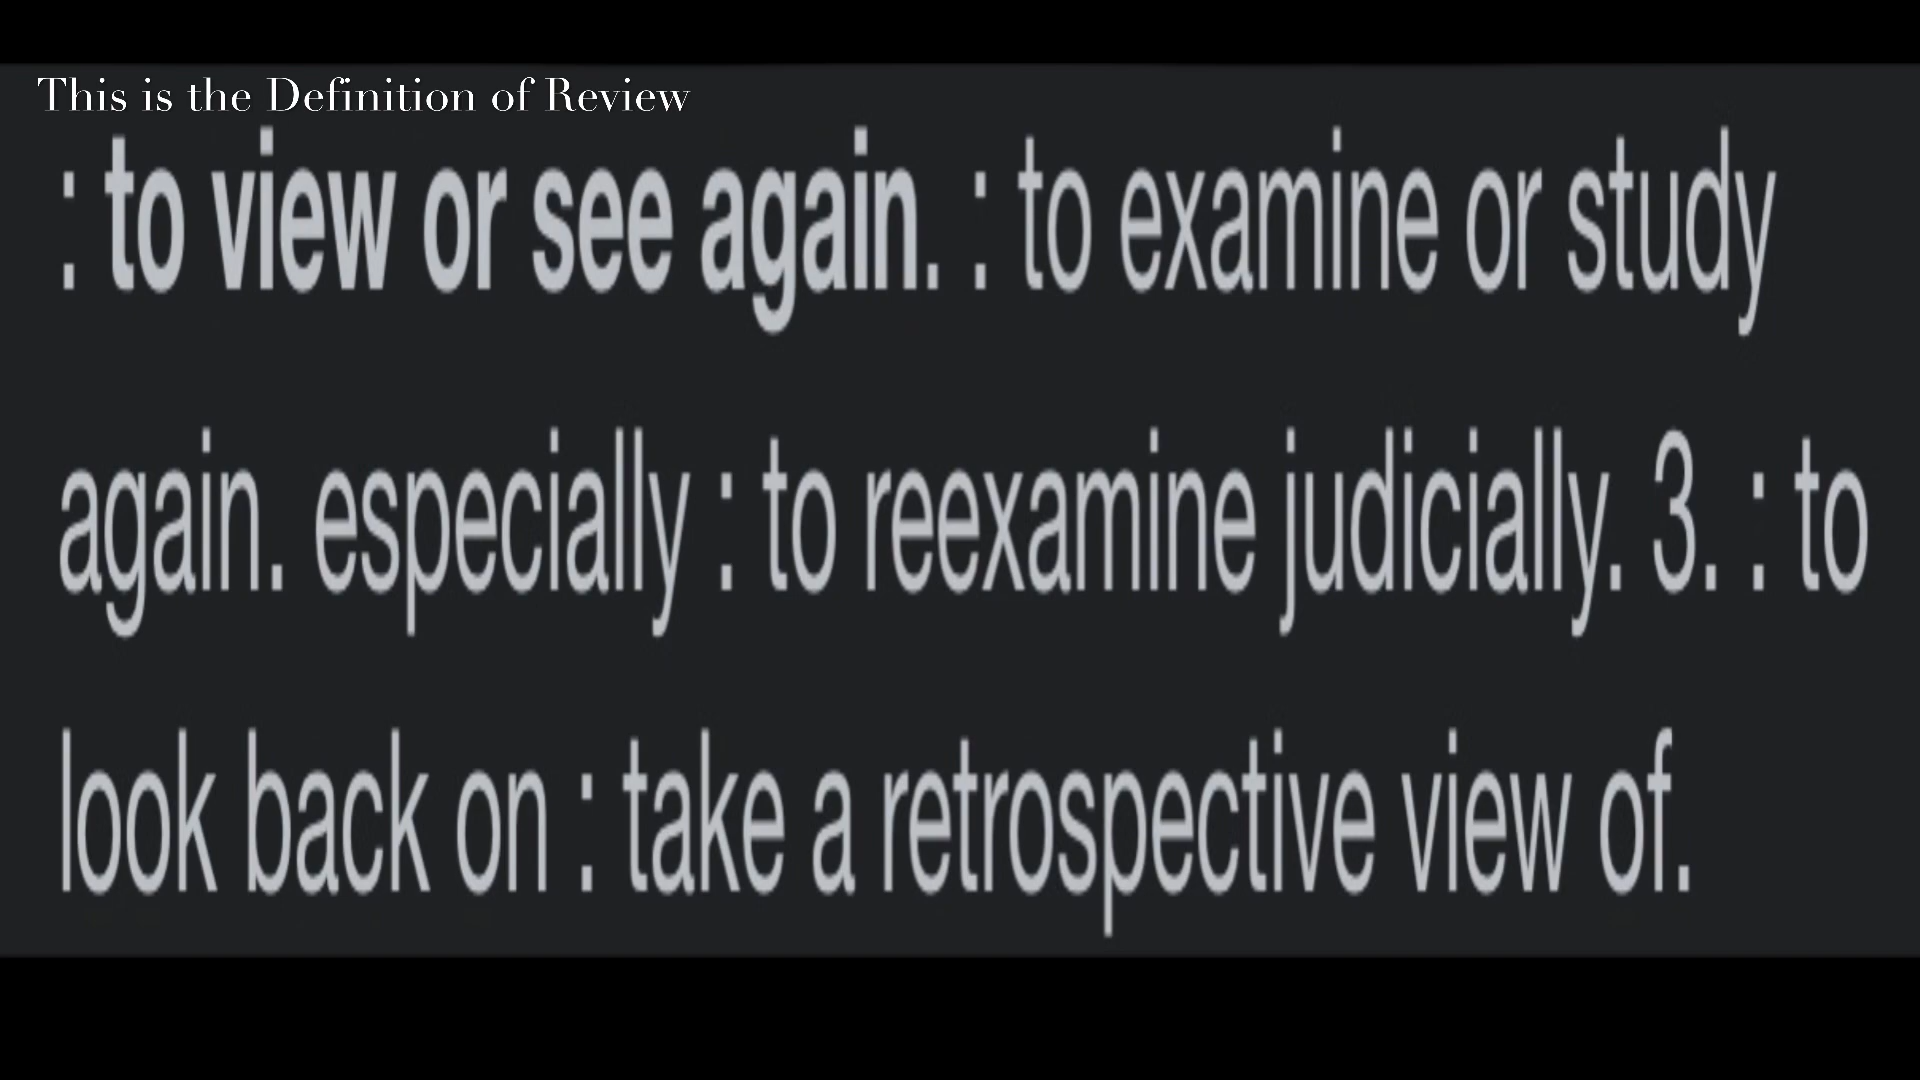 This is the Definition of Review
: to view or see again. : to examine or study
again. especially : to reexamine judicially. 3. : to
look back on : take a retrospective view of.